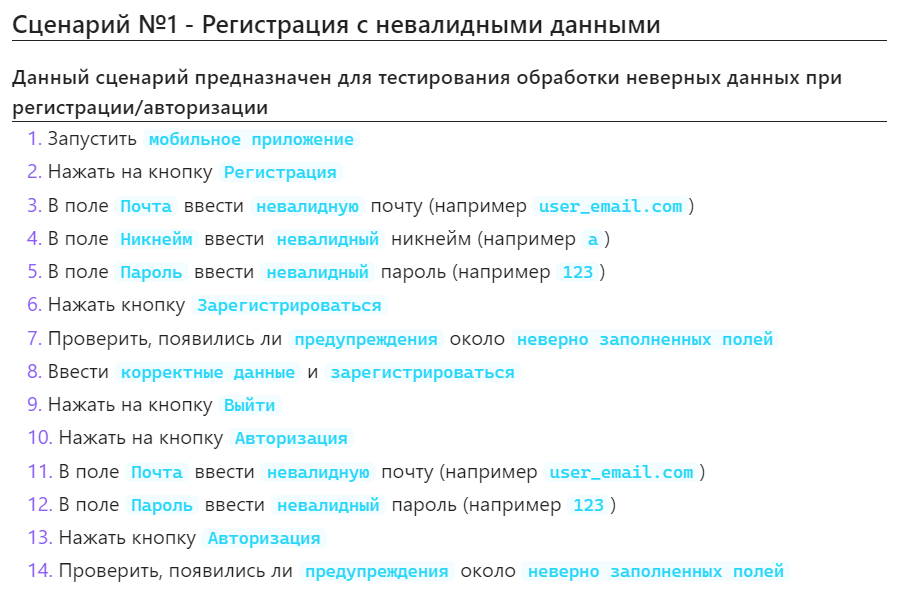 Сценарий №1 - Регистрация с невалидными данными
Данный сценарий предназначен для тестирования обработки неверных данных при
регистрации/авторизации
1. Запустить мобильное приложение
2. Нажать на кнопку Регистрация
3. В поле Почта ввести невалидную почту (например user_email.com)
4. В поле Никнейм ввести невалидный никнейм (например a)
5. В поле Пароль ввести невалидный пароль (например 123)
6. Нажать кнопку Зарегистрироваться
7. Проверить, появились ли предупреждения около неверно заполненных полей
8. Ввести корректные данные и зарегистрироваться
9. Нажать на кнопку Выйти
10. Нажать на кнопку Авторизация
11. В поле Почта ввести невалидную почту (например user_email.com)
12. В поле Пароль ввести невалидный пароль (например 123)
13. Нажать кнопку Авторизация
14. Проверить, появились ли предупреждения около неверно заполненных полей